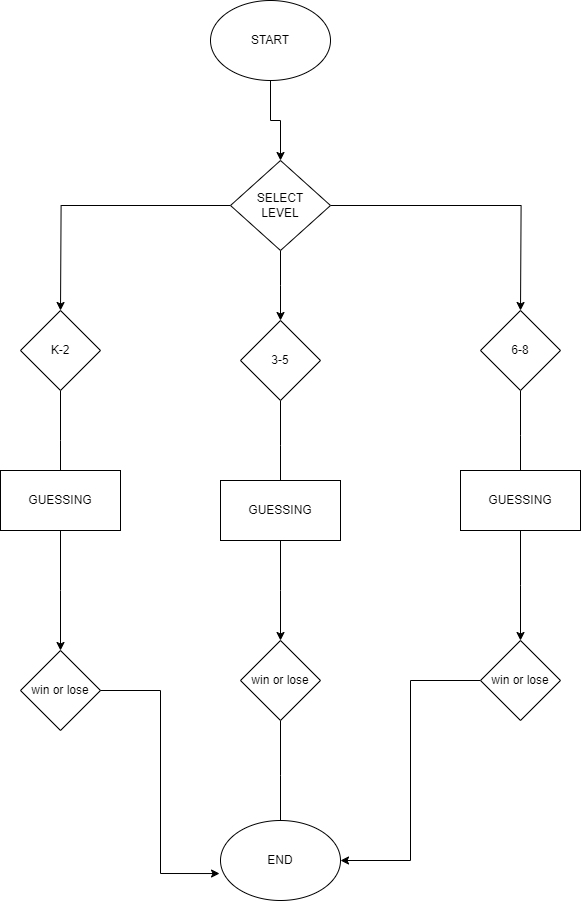 START
SELECT
LEVEL
K-2
3-5
6-8
GUESSING
GUESSING
GUESSING
win or lose
win or lose
win or lose
END